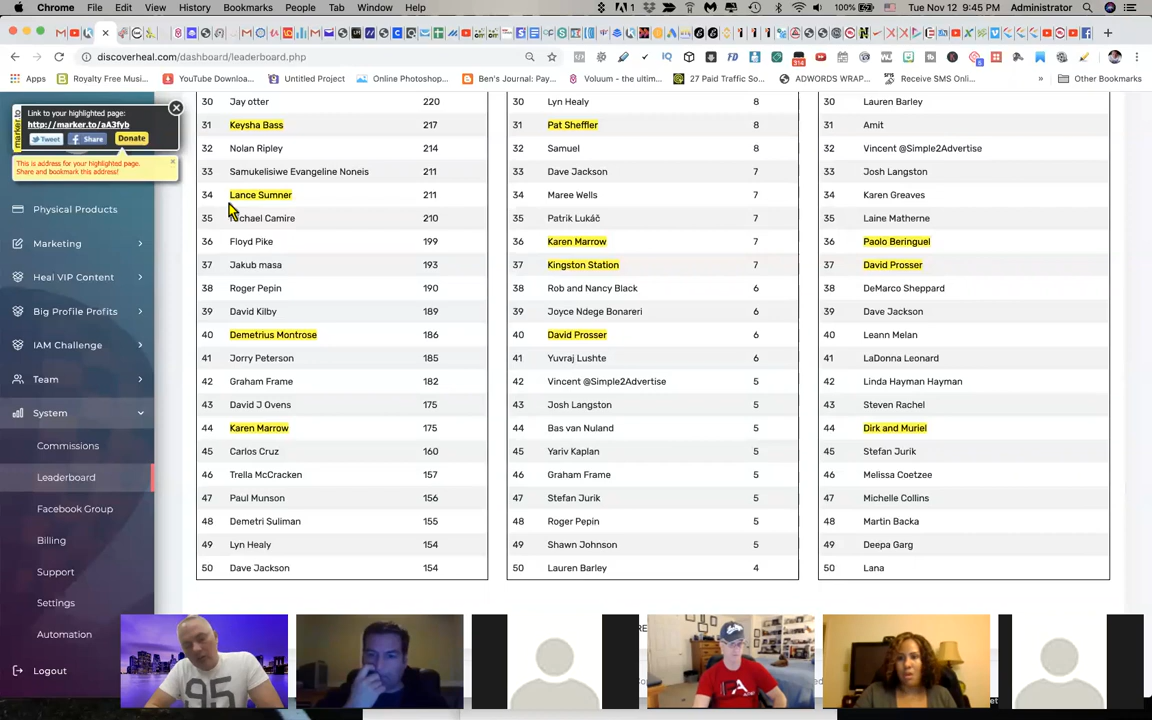 Chrome File Edit View History Bookmarks People Tab Window Help 100% Tue Nov 12 9:45 PM Administrator
discoverheal.com/dashboard/leaderboard.php
Apps Royalty Free Musi... YouTube Downloa... Untitled Project Online Photoshop... Ben's Journal: Pay... Voluum - the ultim... 27 Paid Traffic So... ADWORDS WRAP... Receive SMS Onli... » Other Bookmarks
marker.to
Link to your highlighted page:
http://marker.to/aA3fyb
Tweet Share Donate
This is address for your highlighted page.
Share and bookmark this address!
Physical Products
Marketing
Heal VIP Content
Big Profile Profits
IAM Challenge
Team
System
Commissions
Leaderboard
Facebook Group
Billing
Support
Settings
Automation
Logout
30 Jay otter 220
31 Keysha Bass 217
32 Nolan Ripley 214
33 Samukelisiwe Evangeline Noneis 211
34 Lance Sumner 211
35 Michael Camire 210
36 Floyd Pike 199
37 Jakub masa 193
38 Roger Pepin 190
39 David Kilby 189
40 Demetrius Montrose 186
41 Jorry Peterson 185
42 Graham Frame 182
43 David J Ovens 175
44 Karen Marrow 175
45 Carlos Cruz 160
46 Trella McCracken 157
47 Paul Munson 156
48 Demetri Suliman 155
49 Lyn Healy 154
50 Dave Jackson 154
30 Lyn Healy 8
31 Pat Sheffler 8
32 Samuel 8
33 Dave Jackson 7
34 Maree Wells 7
35 Patrik Lukáč 7
36 Karen Marrow 7
37 Kingston Station 7
38 Rob and Nancy Black 6
39 Joyce Ndege Bonareri 6
40 David Prosser 6
41 Yuvraj Lushte 6
42 Vincent @Simple2Advertise 5
43 Josh Langston 5
44 Bas van Nuland 5
45 Yariv Kaplan 5
46 Graham Frame 5
47 Stefan Jurik 5
48 Roger Pepin 5
49 Shawn Johnson 5
50 Lauren Barley 4
30 Lauren Barley
31 Amit
32 Vincent @Simple2Advertise
33 Josh Langston
34 Karen Greaves
35 Laine Matherne
36 Paolo Beringuel
37 David Prosser
38 DeMarco Sheppard
39 Dave Jackson
40 Leann Melan
41 LaDonna Leonard
42 Linda Hayman Hayman
43 Steven Rachel
44 Dirk and Muriel
45 Stefan Jurik
46 Melissa Coetzee
47 Michelle Collins
48 Martin Backa
49 Deepa Garg
50 Lana
95